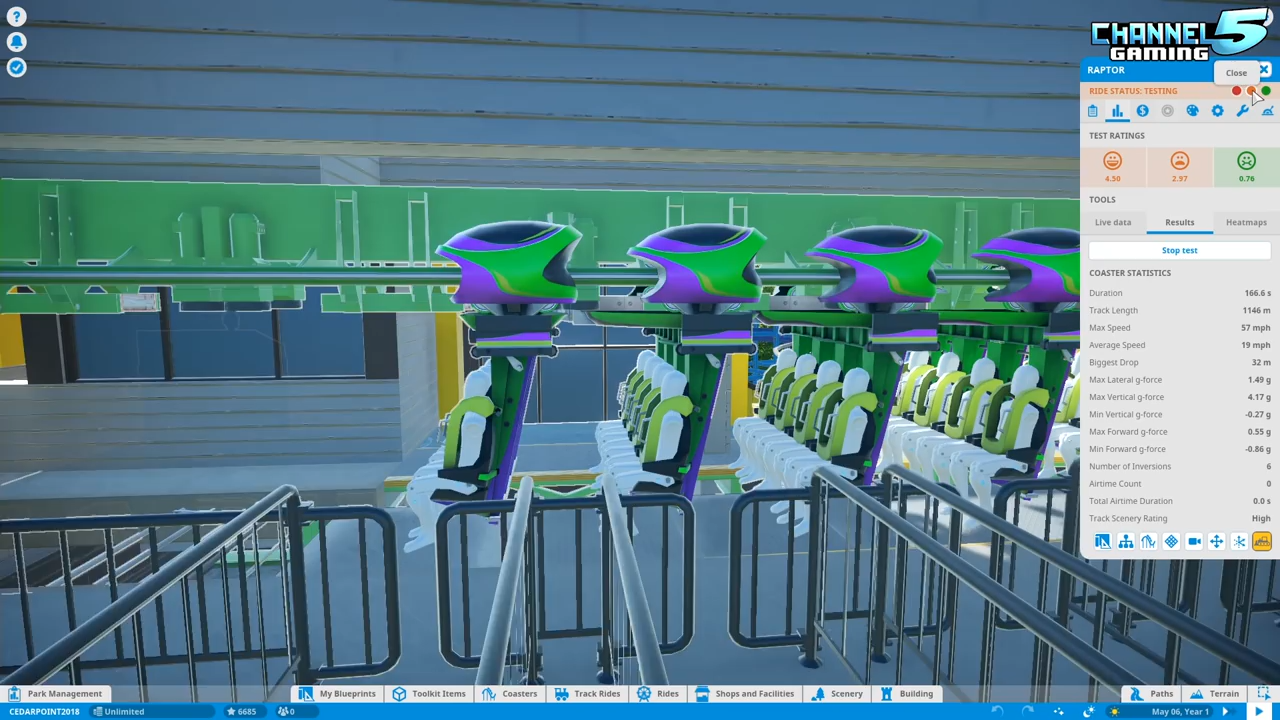 CHANNEL 5
GAMING
RAPTOR
Close
RIDE STATUS: TESTING
TEST RATINGS
4.50 2.97 0.76
TOOLS
Live data Results Heatmaps
Stop test
COASTER STATISTICS
Duration 166.6 s
Track Length 1146 m
Max Speed 57 mph
Average Speed 19 mph
Biggest Drop 32 m
Max Lateral g-force 1.49 g
Max Vertical g-force 4.17 g
Min Vertical g-force -0.27 g
Max Forward g-force 0.55 g
Min Forward g-force -0.86 g
Number of Inversions 6
Airtime Count 0
Total Airtime Duration 0.0 s
Track Scenery Rating High
Park Management My Blueprints Toolkit Items Coasters Track Rides Rides Shops and Facilities Scenery Building Paths Terrain
CEDARPOINT2018 Unlimited 6685 0 May 06, Year 1